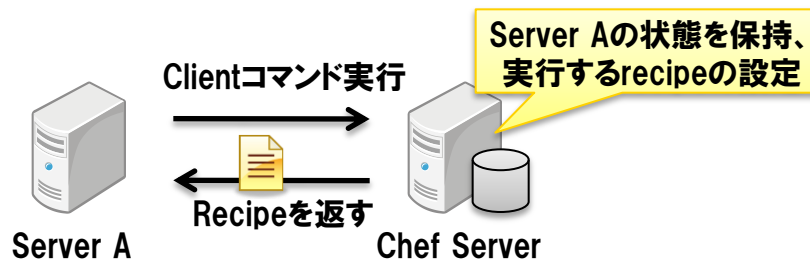 Server Aの状態を保持、
実行するrecipeの設定
Clientコマンド実行
Recipeを返す
Server A
Chef Server